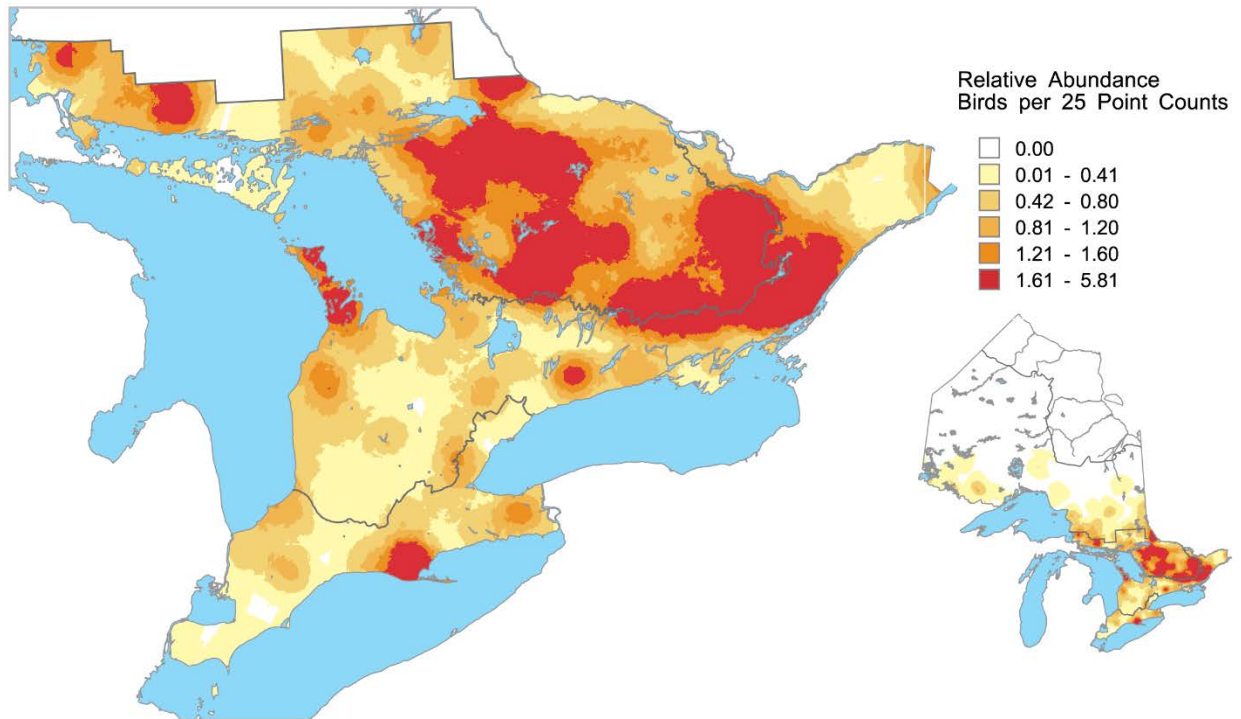 Relative Abundance
Birds per 25 Point Counts
0.00
0.01 - 0.41
0.42 - 0.80
0.81 - 1.20
1.21 - 1.60
1.61 - 5.81